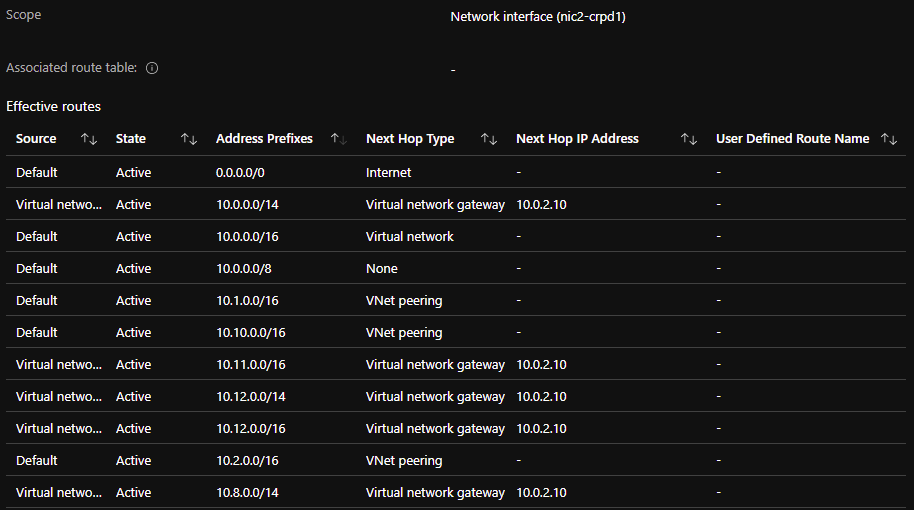 Scope Network interface (nic2-crpd1)
Associated route table: -
Effective routes
Source State Address Prefixes Next Hop Type Next Hop IP Address User Defined Route Name
Default Active 0.0.0.0/0 Internet - -
Virtual netwo... Active 10.0.0.0/14 Virtual network gateway 10.0.2.10 -
Default Active 10.0.0.0/16 Virtual network - -
Default Active 10.0.0.0/8 None - -
Default Active 10.1.0.0/16 VNet peering - -
Default Active 10.10.0.0/16 VNet peering - -
Virtual netwo... Active 10.11.0.0/16 Virtual network gateway 10.0.2.10 -
Virtual netwo... Active 10.12.0.0/14 Virtual network gateway 10.0.2.10 -
Virtual netwo... Active 10.12.0.0/16 Virtual network gateway 10.0.2.10 -
Default Active 10.2.0.0/16 VNet peering - -
Virtual netwo... Active 10.8.0.0/14 Virtual network gateway 10.0.2.10 -